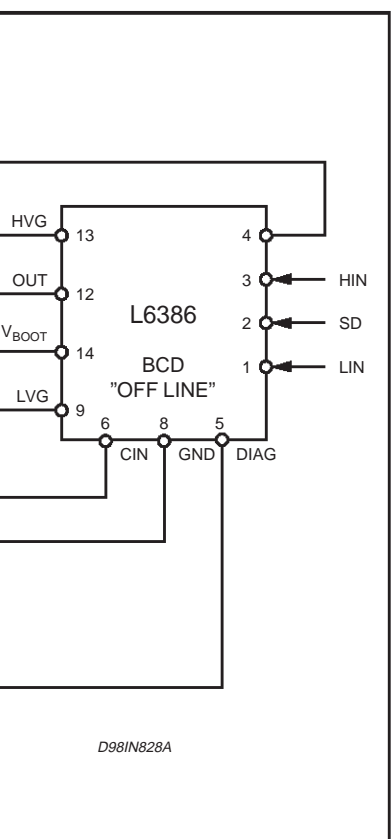 HVG 13 4
3 HIN
OUT 12
L6386
2 SD
VBOOT 14
BCD
1 LIN
"OFF LINE"
LVG 9
6 8 5
CIN GND DIAG
D98IN828A